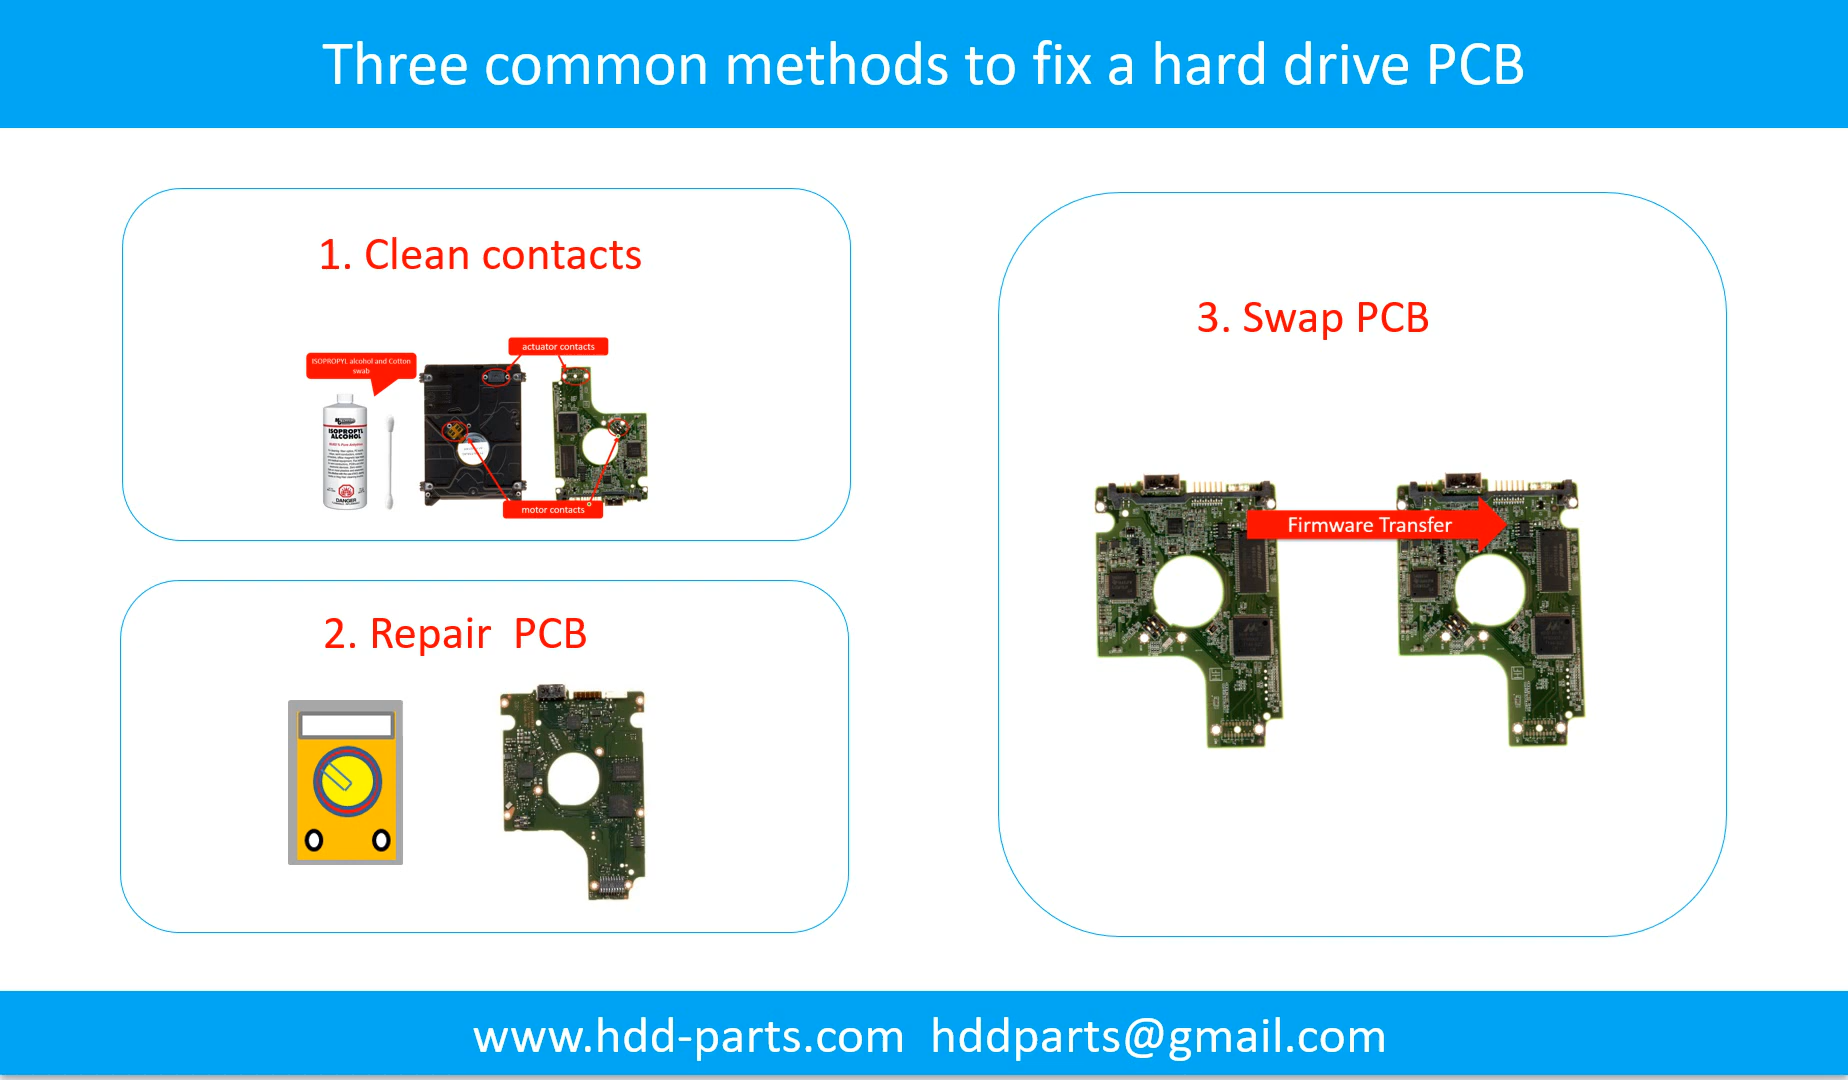 Three common methods to fix a hard drive PCB
1. Clean contacts
actuator contacts
ISOPROPYL alcohol and Cotton
swab
ISOPROPYL
ALCOHOL
DANGER
motor contacts
2. Repair  PCB
3. Swap PCB
Firmware Transfer
www.hdd-parts.com  hddparts@gmail.com